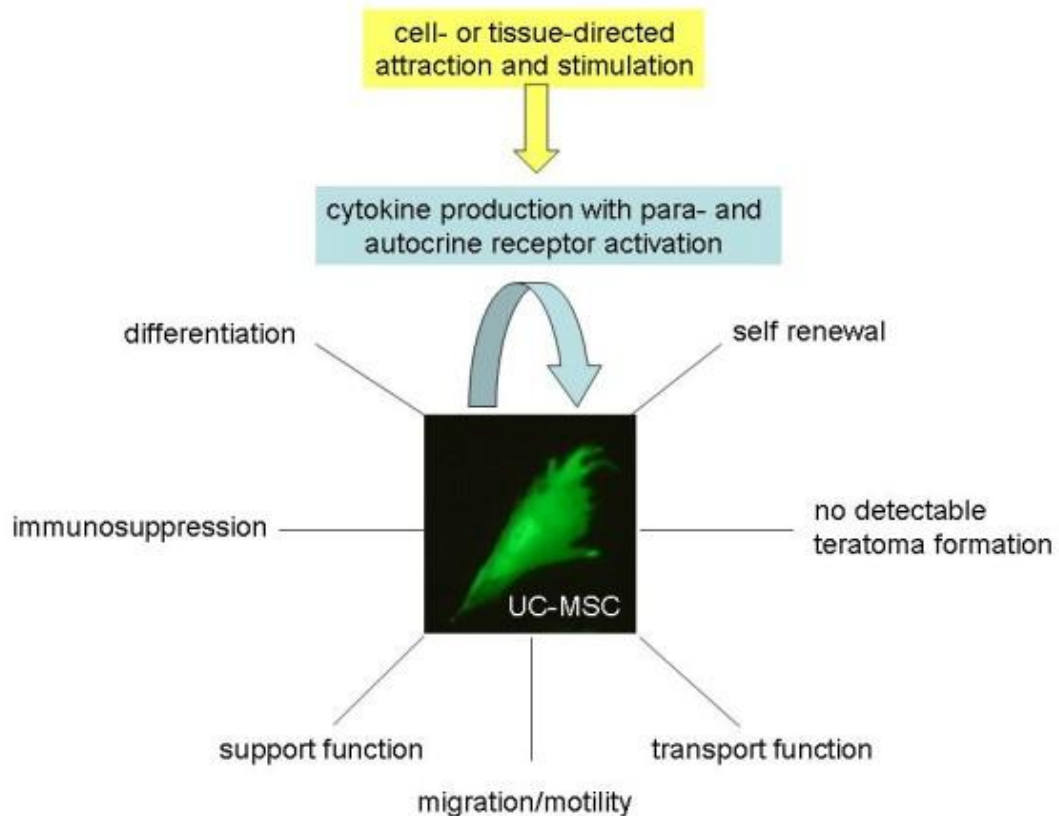 cell- or tissue-directed
attraction and stimulation
cytokine production with para- and
autocrine receptor activation
differentiation
self renewal
immunosuppression
no detectable
teratoma formation
UC-MSC
support function
transport function
migration/motility